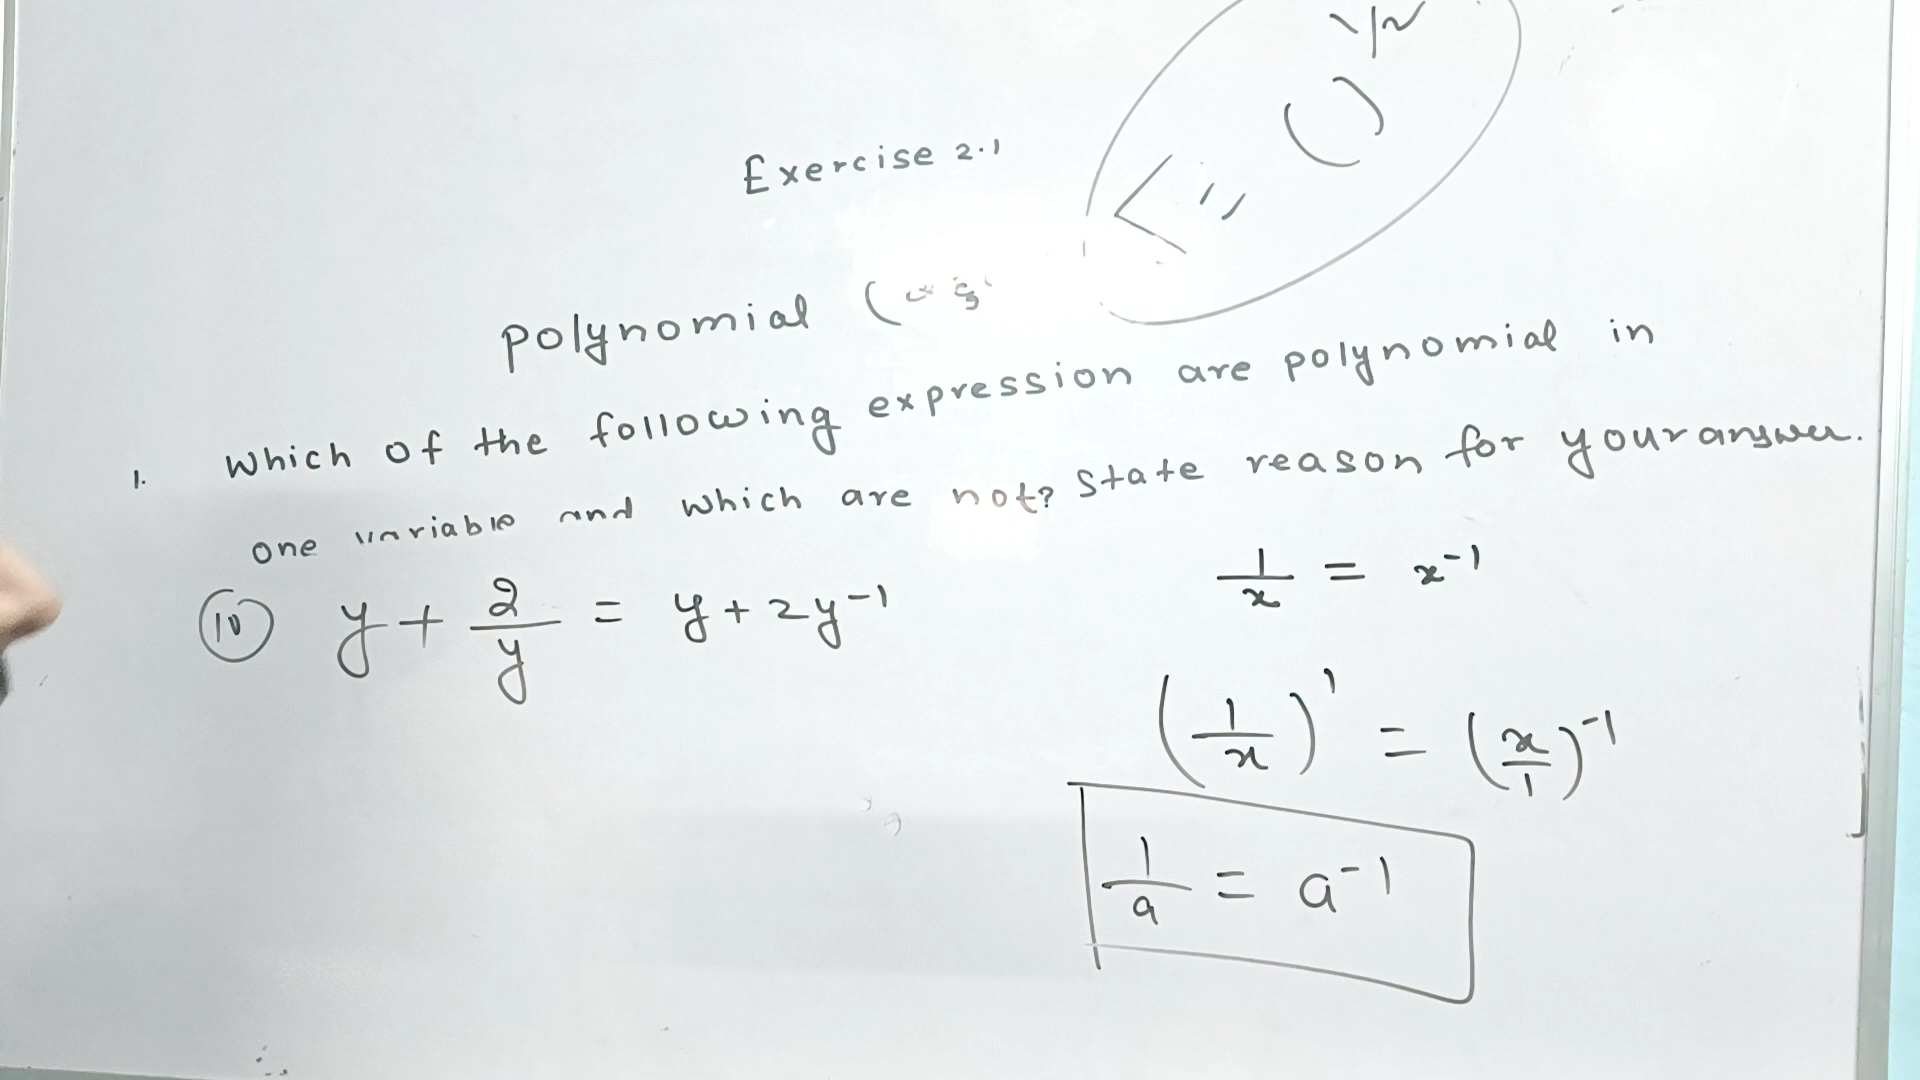 Exercise 2.1
polynomial
1. Which of the following expression are polynomial in
one variable and which are not? State reason for your answer.
(iv) y + 2/y = y + 2y⁻¹
1/x = x⁻¹
(1/x)¹ = (x/1)⁻¹
1/a = a⁻¹